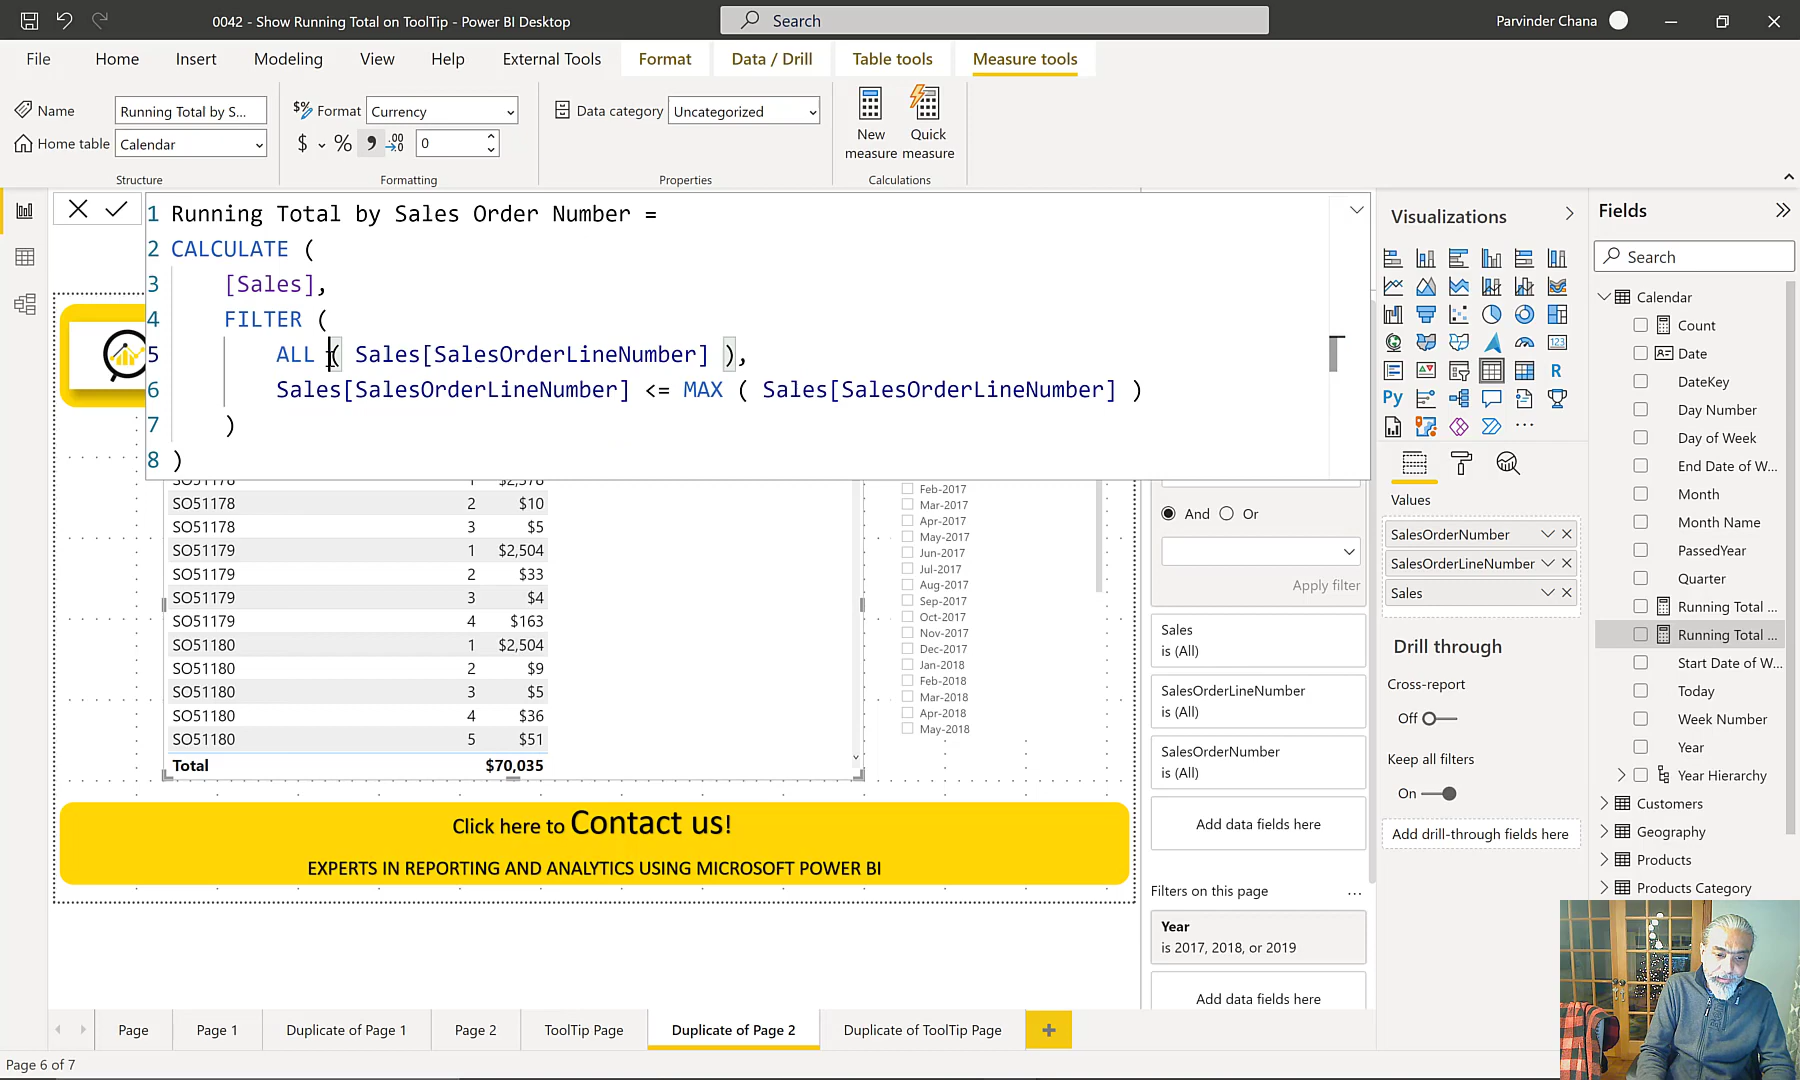 0042 - Show Running Total on ToolTip - Power BI Desktop
Search
Parvinder Chana
File
Home
Insert
Modeling
View
Help
External Tools
Format
Data / Drill
Table tools
Measure tools
Name
Running Total by S...
Home table
Calendar
Structure
Format
Currency
$
%
0
Formatting
Data category
Uncategorized
Properties
New
measure
Quick
measure
Calculations
1 Running Total by Sales Order Number =
2 CALCULATE (
3 [Sales],
4 FILTER (
5 ALL ( Sales[SalesOrderLineNumber] ),
6 Sales[SalesOrderLineNumber] <= MAX ( Sales[SalesOrderLineNumber] )
7 )
8 )
SO51178 1 $2,578
SO51178 2 $10
SO51178 3 $5
SO51179 1 $2,504
SO51179 2 $33
SO51179 3 $4
SO51179 4 $163
SO51180 1 $2,504
SO51180 2 $9
SO51180 3 $5
SO51180 4 $36
SO51180 5 $51
Total $70,035
Feb-2017
Mar-2017
Apr-2017
May-2017
Jun-2017
Jul-2017
Aug-2017
Sep-2017
Oct-2017
Nov-2017
Dec-2017
Jan-2018
Feb-2018
Mar-2018
Apr-2018
May-2018
Click here to Contact us!
EXPERTS IN REPORTING AND ANALYTICS USING MICROSOFT POWER BI
And
Or
Apply filter
Sales
is (All)
SalesOrderLineNumber
is (All)
SalesOrderNumber
is (All)
Add data fields here
Filters on this page
...
Year
is 2017, 2018, or 2019
Add data fields here
Visualizations
123
R
Py
...
Values
SalesOrderNumber
SalesOrderLineNumber
Sales
Drill through
Cross-report
Off
Keep all filters
On
Add drill-through fields here
Fields
Search
Calendar
Count
Date
DateKey
Day Number
Day of Week
End Date of W...
Month
Month Name
PassedYear
Quarter
Running Total ...
Running Total ...
Start Date of W...
Today
Week Number
Year
Year Hierarchy
Customers
Geography
Products
Products Category
Page
Page 1
Duplicate of Page 1
Page 2
ToolTip Page
Duplicate of Page 2
Duplicate of ToolTip Page
Page 6 of 7